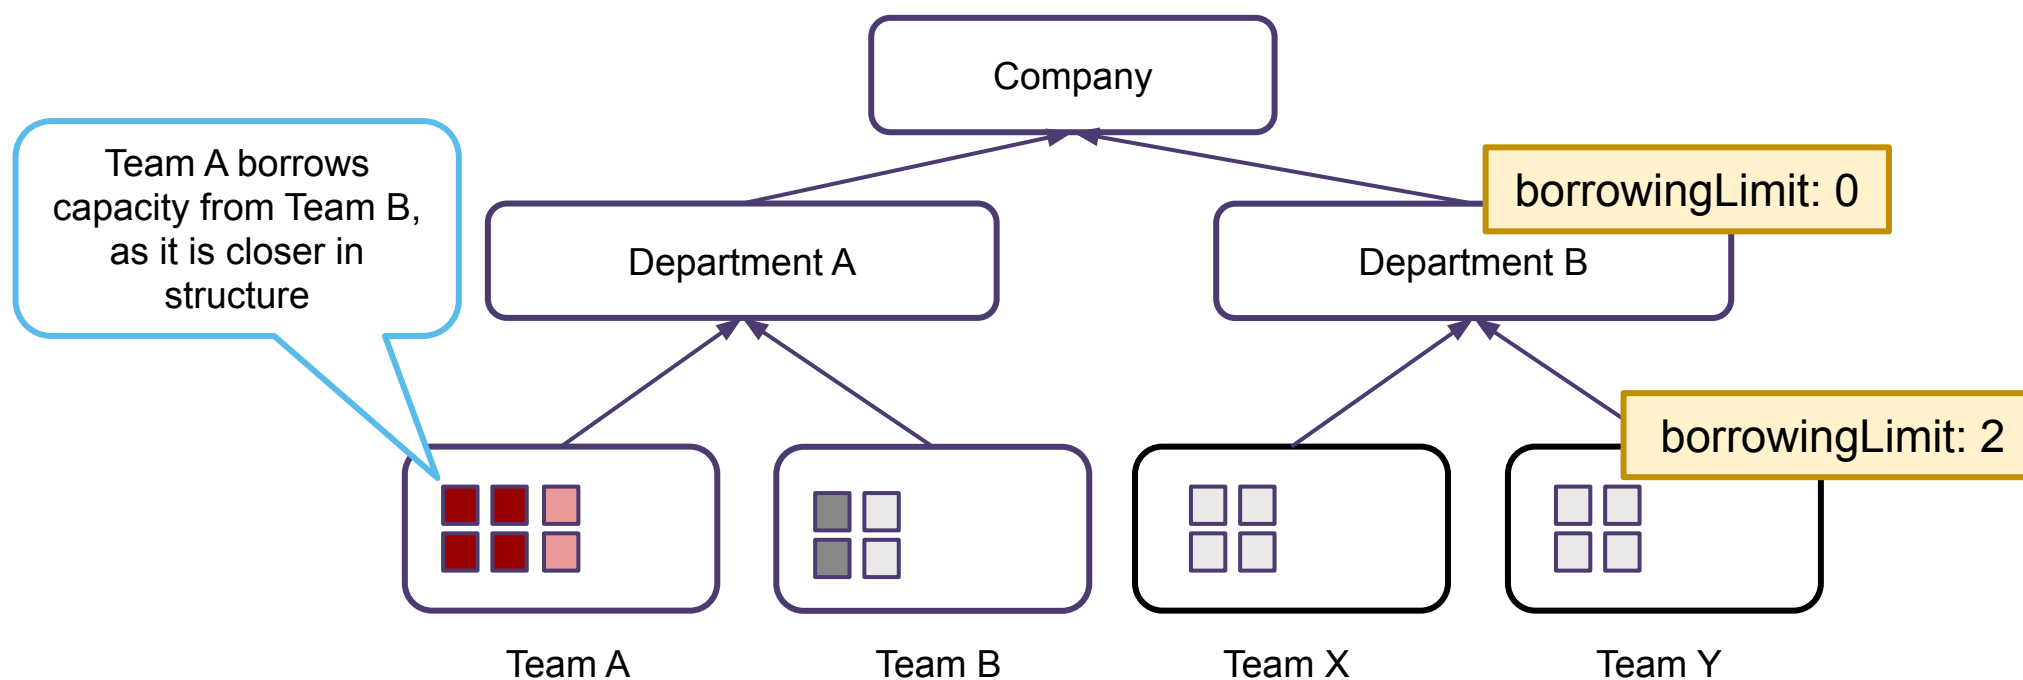 Company
Team A borrows
capacity from Team B,
as it is closer in
structure
borrowingLimit: 0
Department A
Department B
borrowingLimit: 2
Team A
Team B
Team X
Team Y